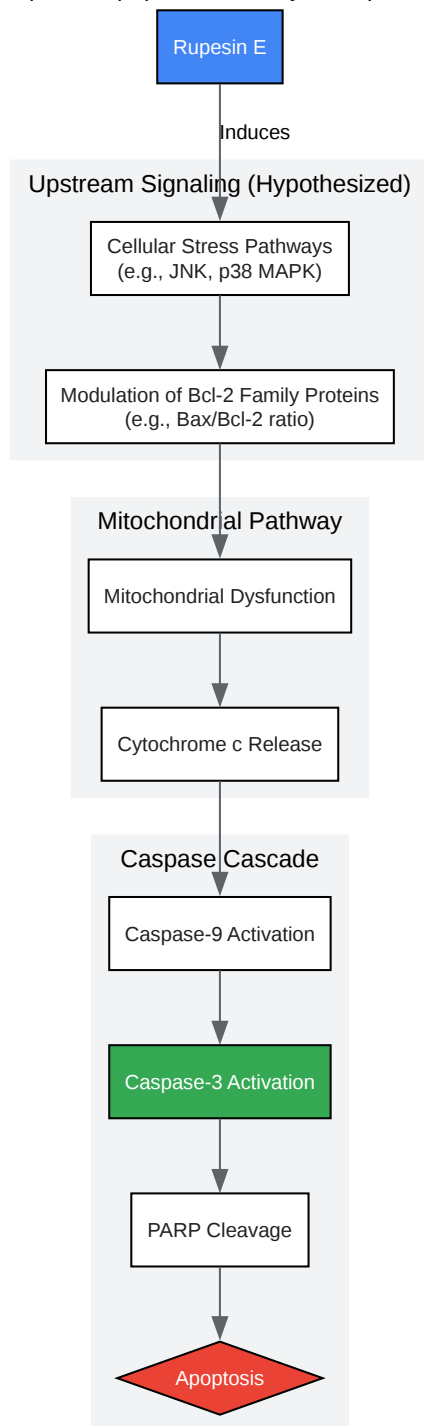 Rupesin E
Induces
Upstream Signaling (Hypothesized)
Cellular Stress Pathways
(e.g., JNK, p38 MAPK)
Modulation of Bcl-2 Family Proteins
(e.g., Bax/Bcl-2 ratio)
Mitochondrial Pathway
Mitochondrial Dysfunction
Cytochrome c Release
Caspase Cascade
Caspase-9 Activation
Caspase-3 Activation
PARP Cleavage
Apoptosis